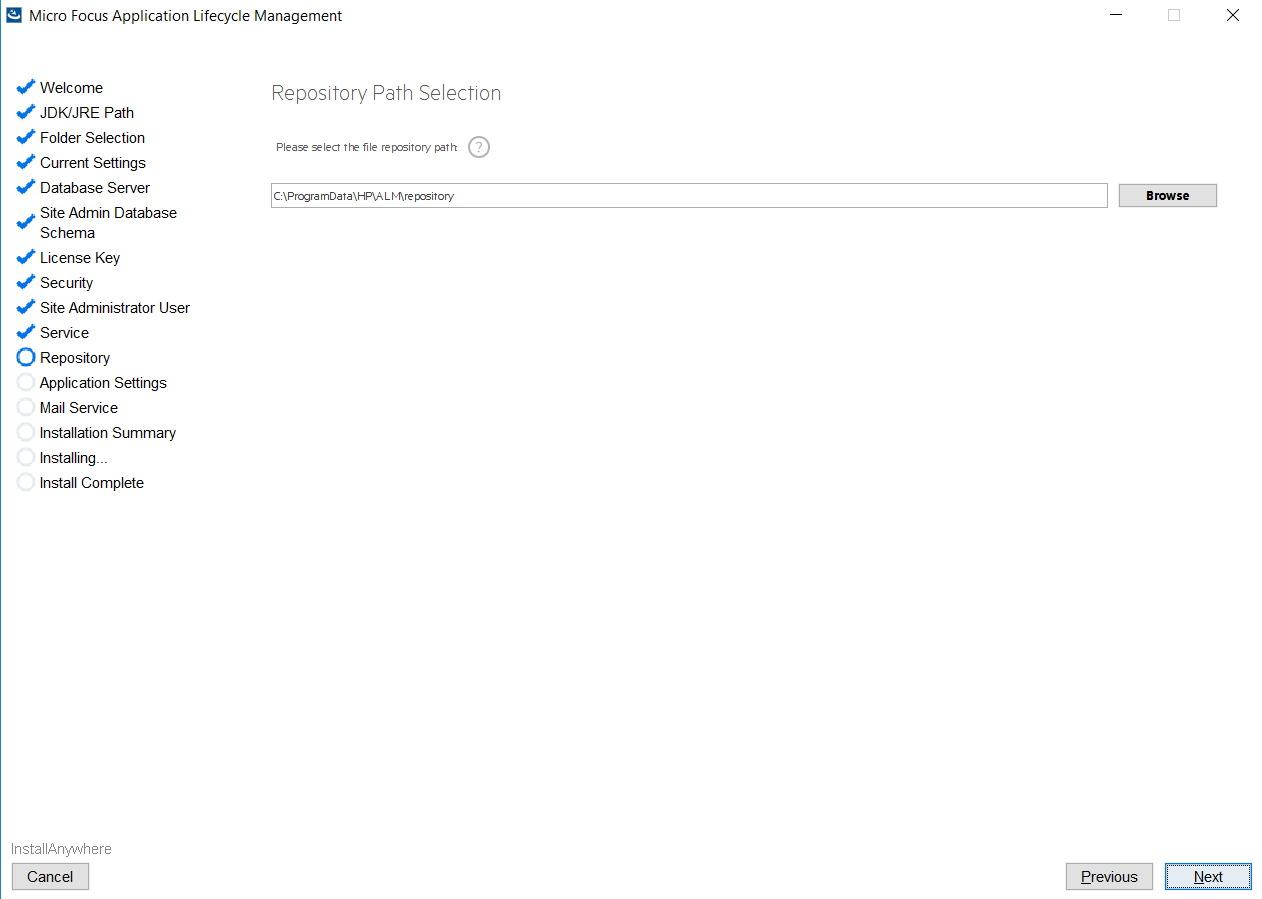 Micro Focus Application Lifecycle Management
Welcome
JDK/JRE Path
Folder Selection
Current Settings
Database Server
Site Admin Database
Schema
License Key
Security
Site Administrator User
Service
Repository
Application Settings
Mail Service
Installation Summary
Installing...
Install Complete
Repository Path Selection
Please select the file repository path: ?
C:\ProgramData\HP\ALM\repository
Browse
InstallAnywhere
Cancel
Previous
Next